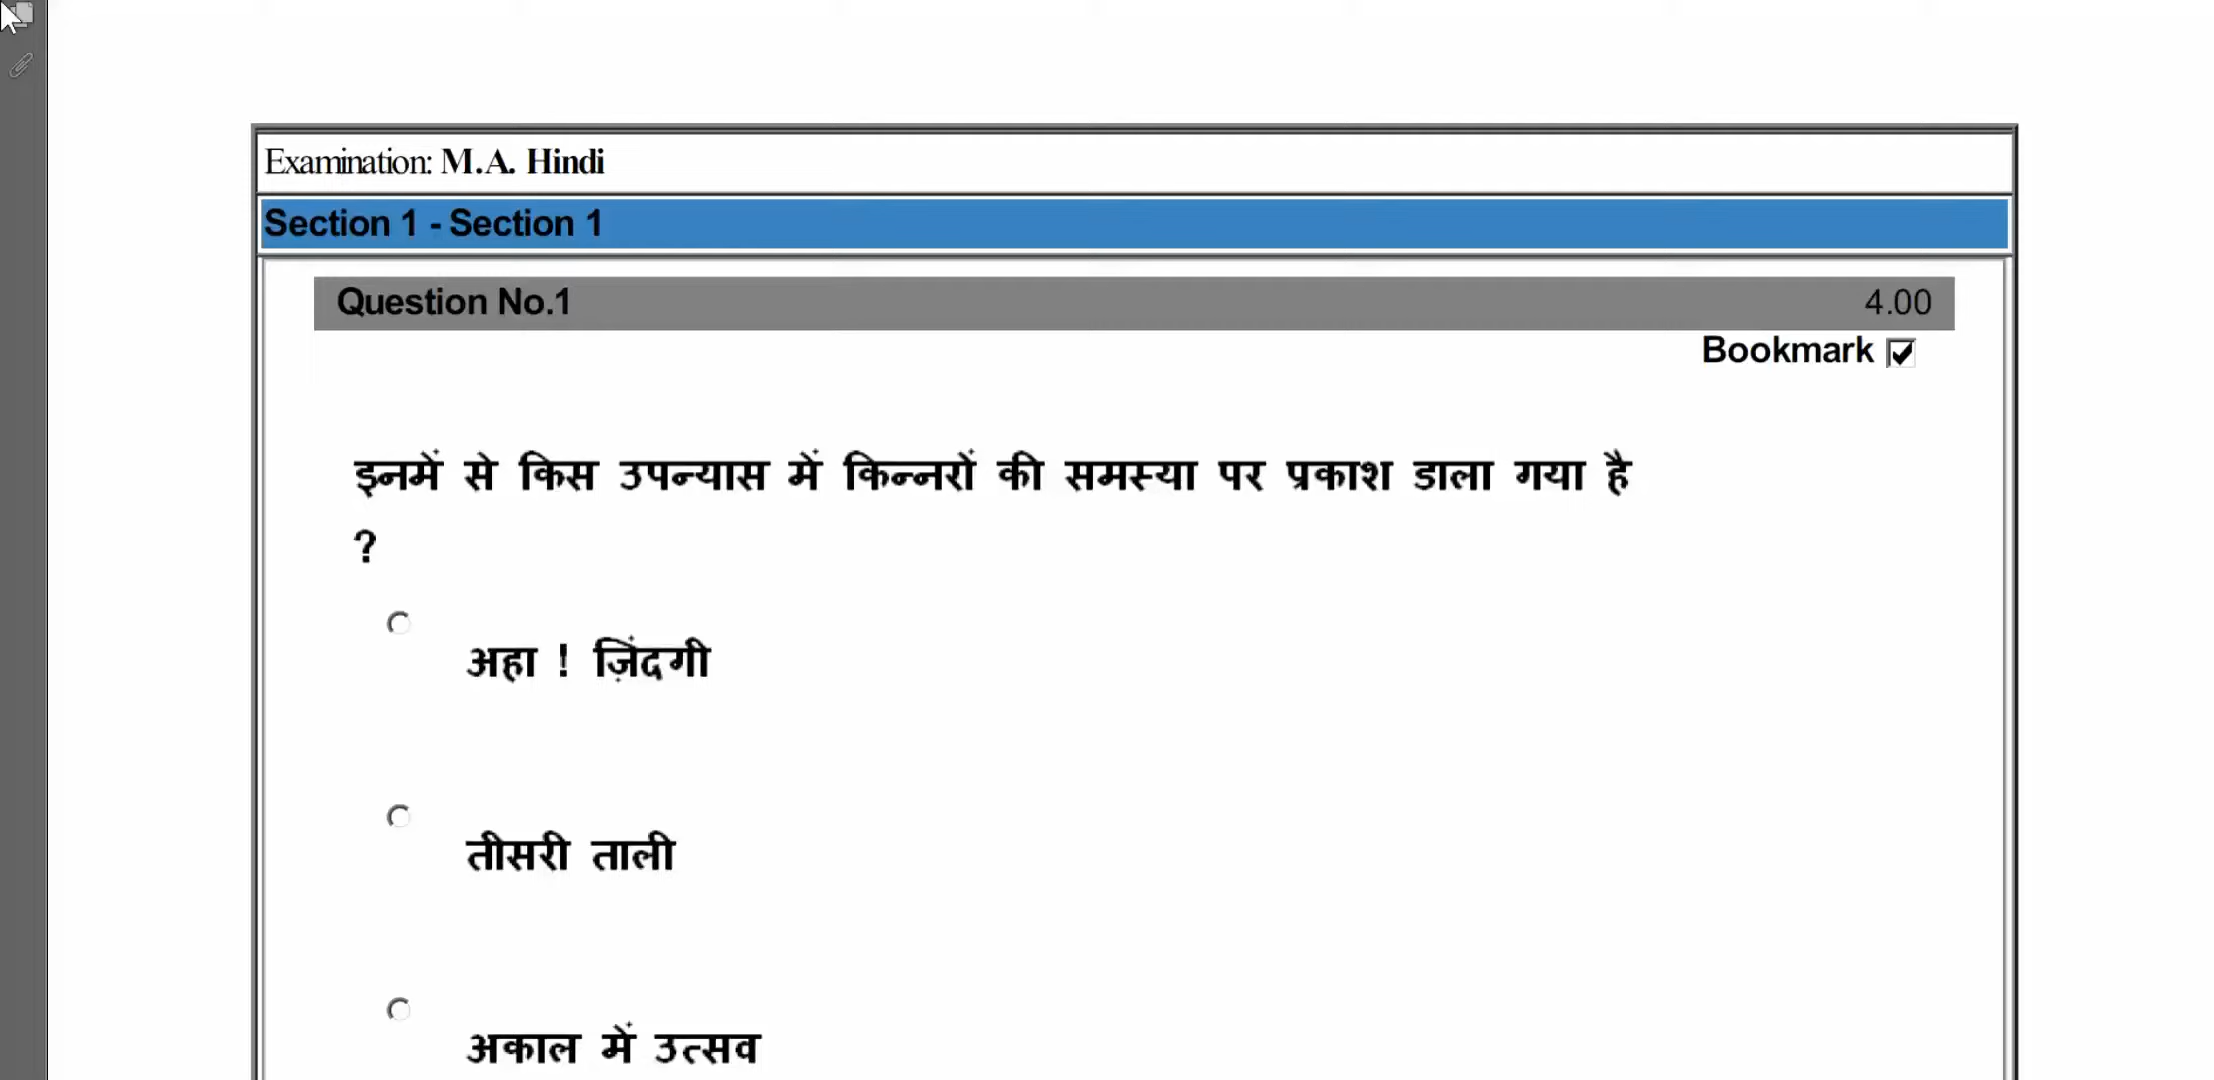 Examination: M.A. Hindi
Section 1 - Section 1
Question No.1 4.00
Bookmark
इनमें से किस उपन्यास में किन्नरों की समस्या पर प्रकाश डाला गया है
?
अहा ! ज़िंदगी
तीसरी ताली
अकाल में उत्सव